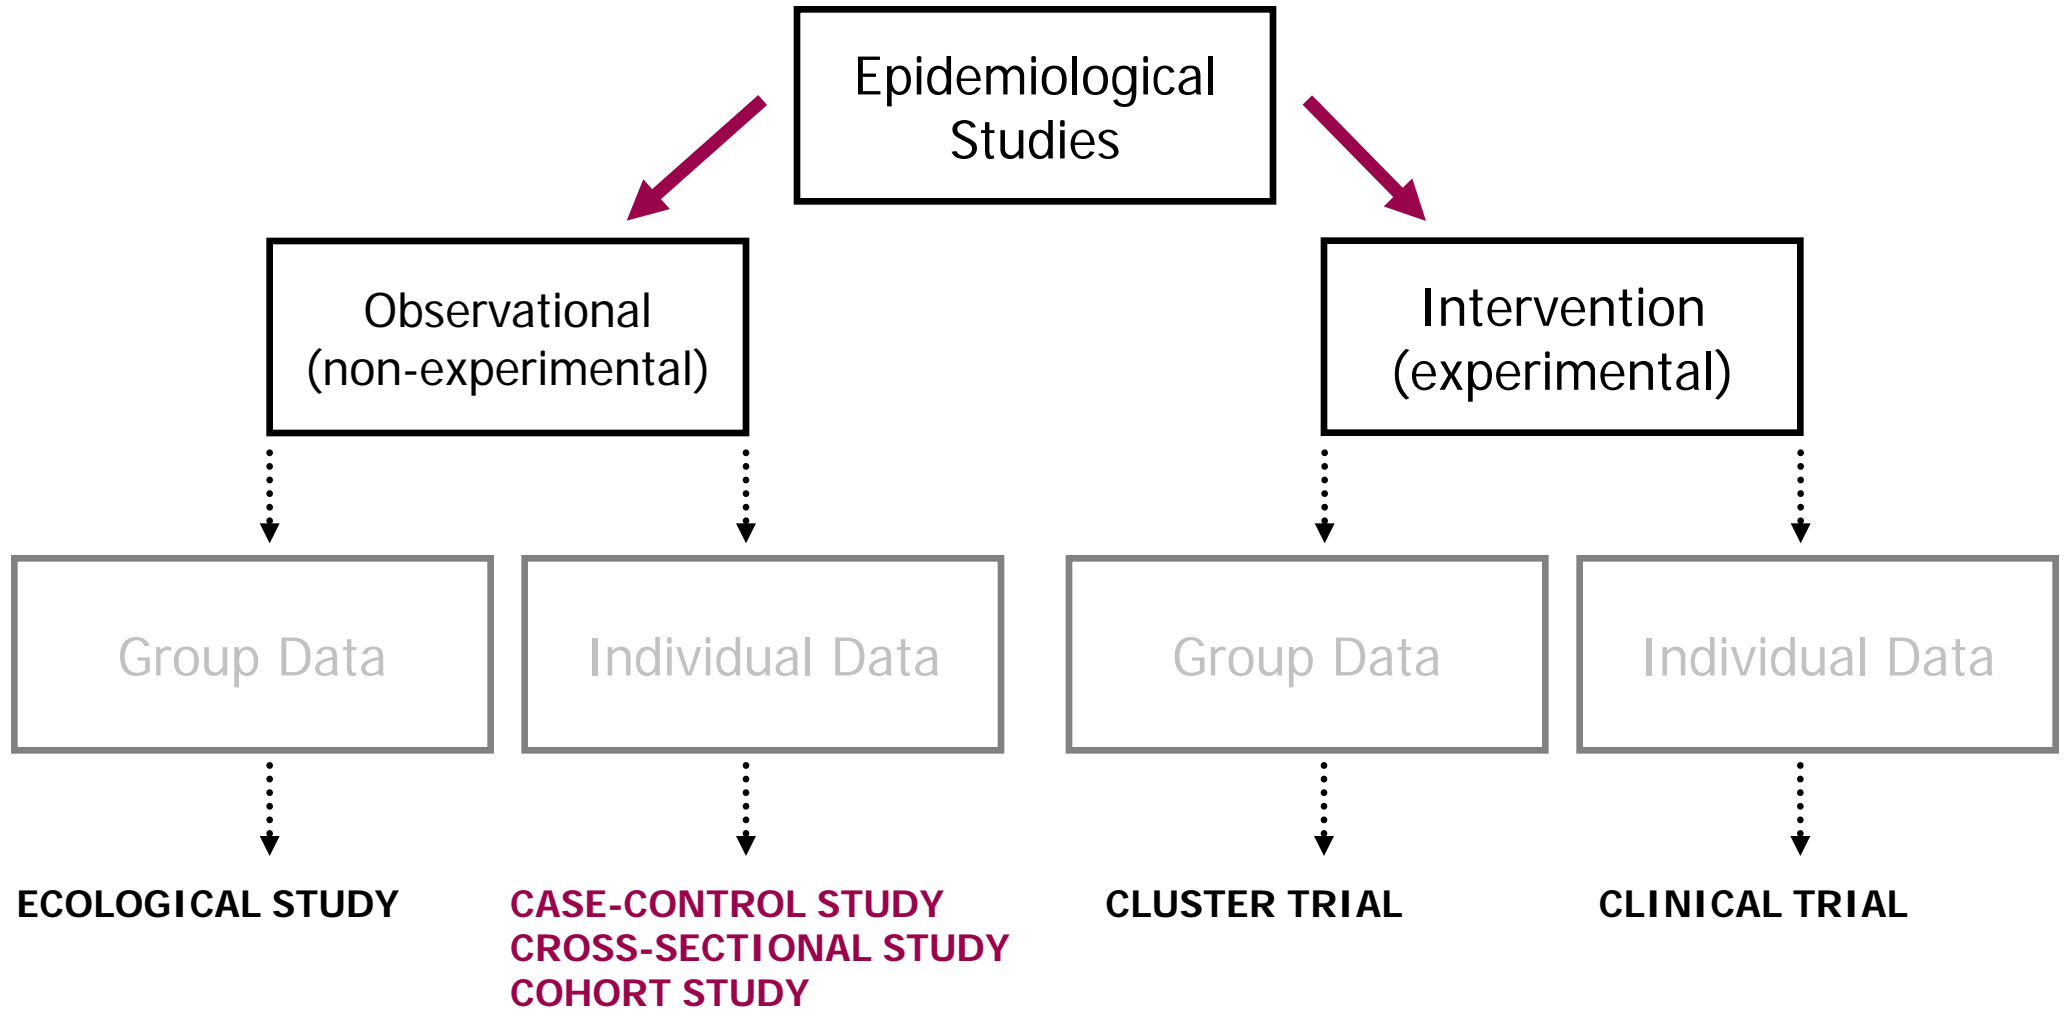 Epidemiological
Studies
Observational
(non-experimental)
Intervention
(experimental)
Group Data
Individual Data
Group Data
Individual Data
ECOLOGICAL STUDY
CASE-CONTROL STUDY
CROSS-SECTIONAL STUDY
COHORT STUDY
CLUSTER TRIAL
CLINICAL TRIAL